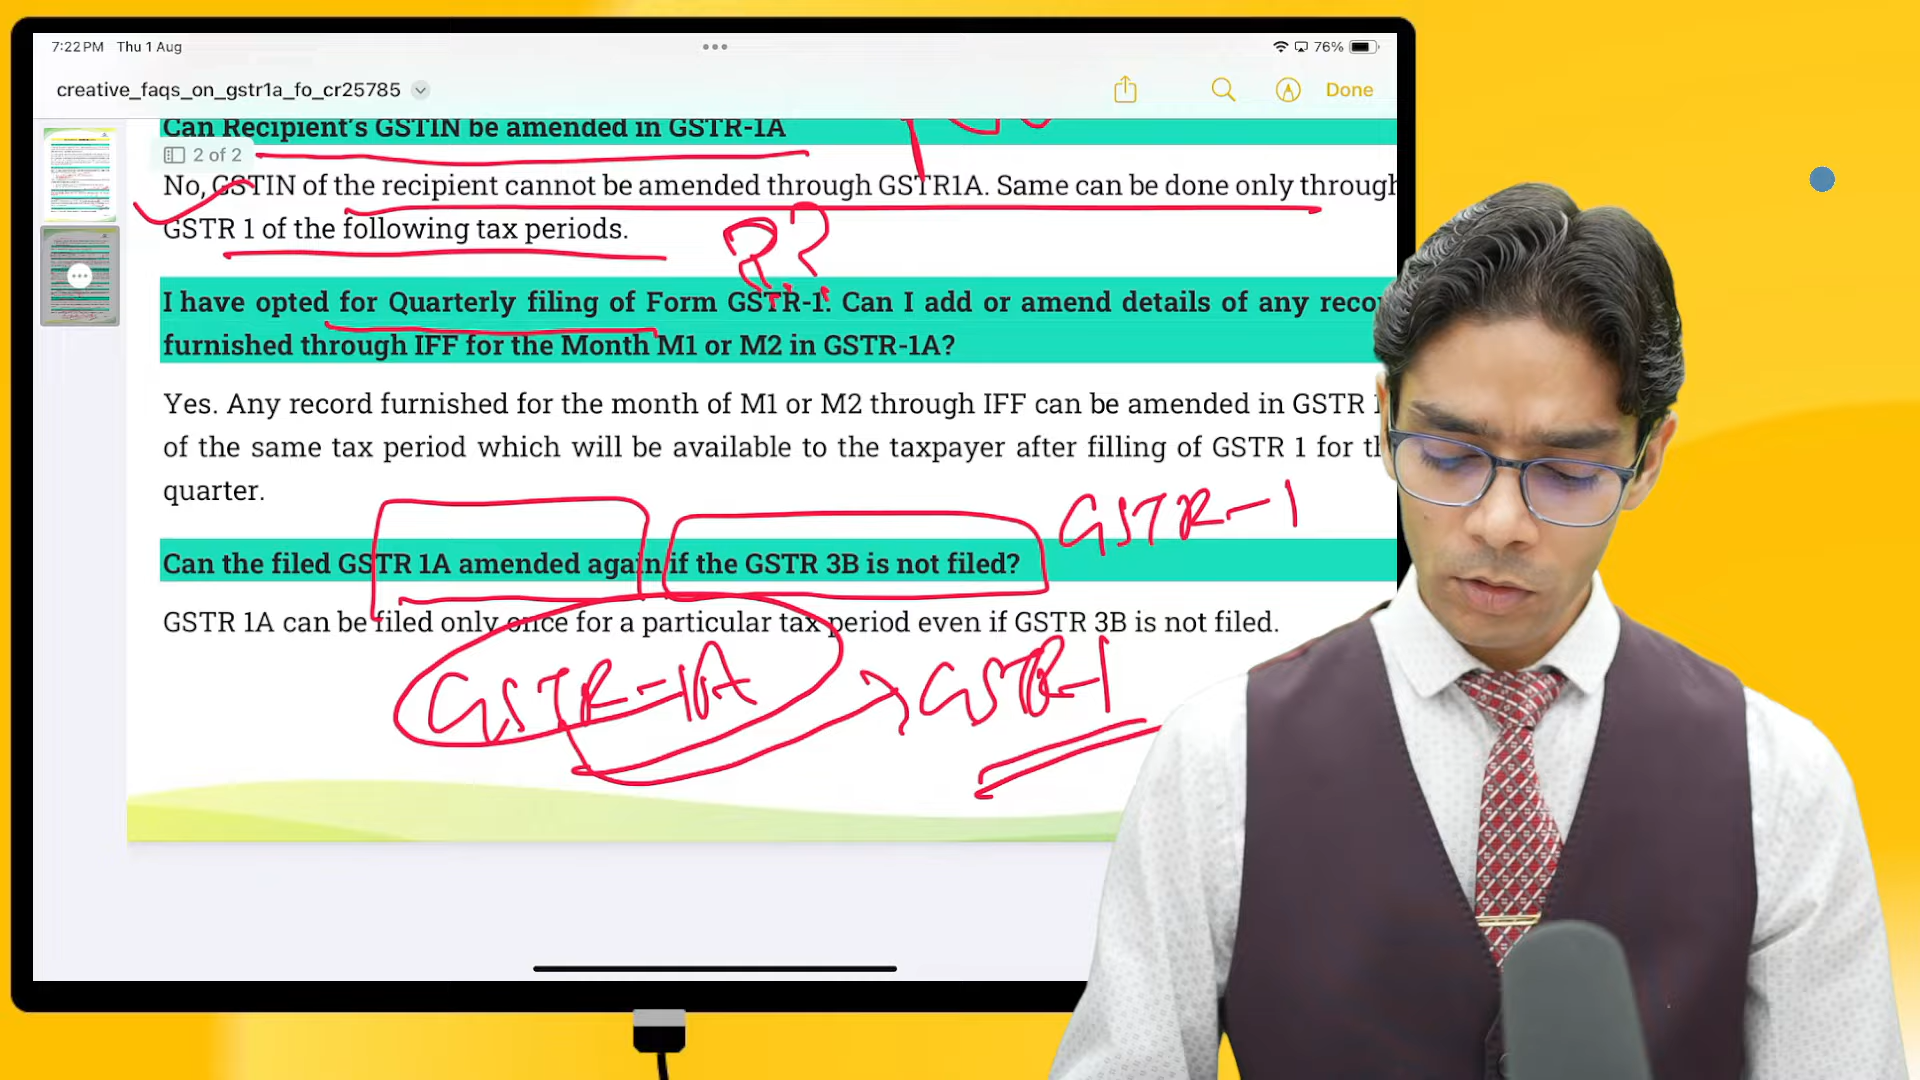 7:22 PM Thu 1 Aug
76%
creative_faqs_on_gstr1a_fo_cr25785
Done
Can Recipient's GSTIN be amended in GSTR-1A
2 of 2
No, GSTIN of the recipient cannot be amended through GSTR1A. Same can be done only through
GSTR 1 of the following tax periods.
??
I have opted for Quarterly filing of Form GSTR-1. Can I add or amend details of any
furnished through IFF for the Month M1 or M2 in GSTR-1A?
Yes. Any record furnished for the month of M1 or M2 through IFF can be amended in GSTR
of the same tax period which will be available to the taxpayer after filling of GSTR 1 for
quarter.
GSTR-1
Can the filed GSTR 1A amended again if the GSTR 3B is not filed?
GSTR 1A can be filed only once for a particular tax period even if GSTR 3B is not filed.
GSTR-1A
GSTR-1